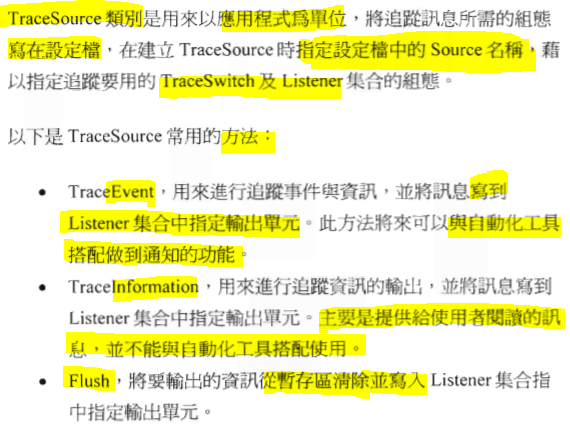 TraceSource 類別是用來以應用程式為單位，將追蹤訊息所需的組態
寫在設定檔，在建立 TraceSource 時指定設定檔中的 Source 名稱，藉
以指定追蹤要用的 TraceSwitch 及 Listener 集合的組態。
以下是 TraceSource 常用的方法：
• TraceEvent，用來進行追蹤事件與資訊，並將訊息寫到
Listener 集合中指定輸出單元。此方法將來可以與自動化工具
搭配做到通知的功能。
• TraceInformation，用來進行追蹤資訊的輸出，並將訊息寫到
Listener 集合中指定輸出單元。主要是提供給使用者閱讀的訊
息，並不能與自動化工具搭配使用。
• Flush，將要輸出的資訊從暫存區清除並寫入 Listener 集合指
中指定輸出單元。